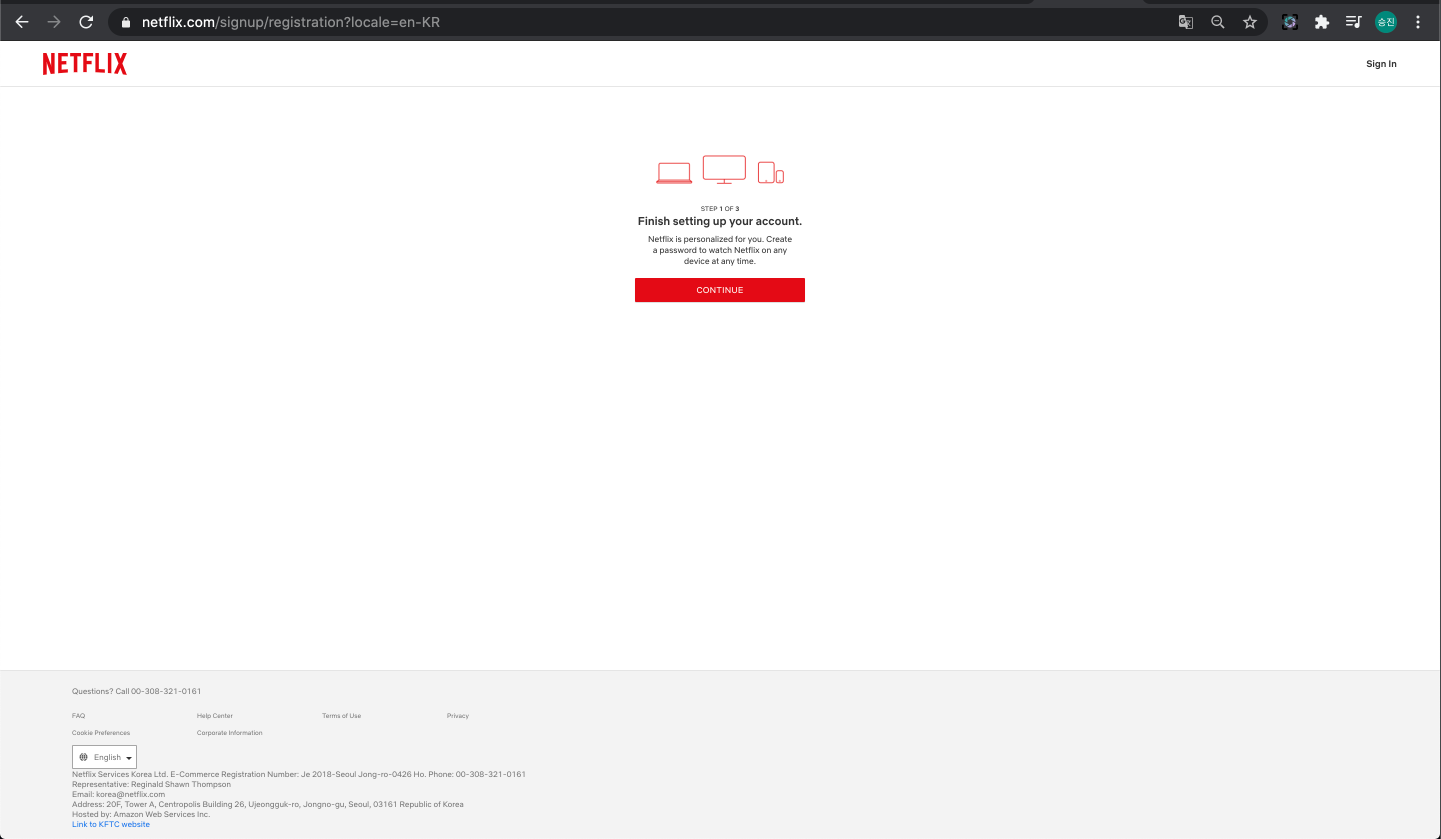 netflix.com/signup/registration?locale=en-KR
승진
NETFLIX
Sign In
STEP 1 OF 3
Finish setting up your account.
Netflix is personalized for you. Create
a password to watch Netflix on any
device at any time.
CONTINUE
Questions? Call 00-308-321-0161
FAQ Help Center Terms of Use Privacy
Cookie Preferences Corporate Information
English
Netflix Services Korea Ltd. E-Commerce Registration Number: Je 2018-Seoul Jong-ro-0426 Ho. Phone: 00-308-321-0161
Representative: Reginald Shawn Thompson
Email: korea@netflix.com
Address: 20F, Tower A, Centropolis Building 26, Ujeongguk-ro, Jongno-gu, Seoul, 03161 Republic of Korea
Hosted by: Amazon Web Services Inc.
Link to KFTC website